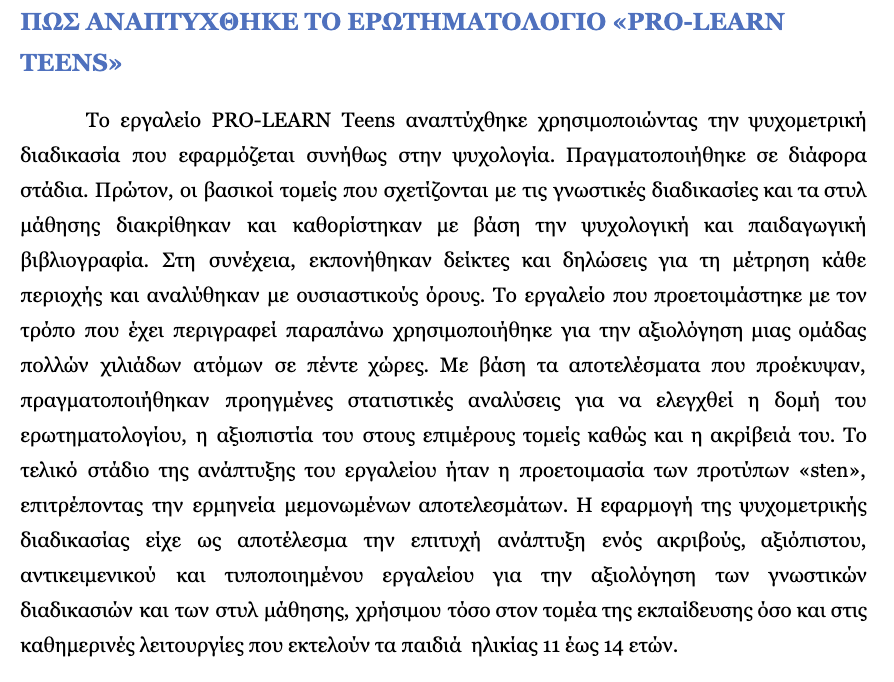 ΠΩΣ ΑΝΑΠΤΥΧΘΗΚΕ ΤΟ ΕΡΩΤΗΜΑΤΟΛΟΓΙΟ «PRO-LEARN
TEENS»
Το εργαλείο PRO-LEARN Teens αναπτύχθηκε χρησιμοποιώντας την ψυχομετρική
διαδικασία που εφαρμόζεται συνήθως στην ψυχολογία. Πραγματοποιήθηκε σε διάφορα
στάδια. Πρώτον, οι βασικοί τομείς που σχετίζονται με τις γνωστικές διαδικασίες και τα στυλ
μάθησης διακρίθηκαν και καθορίστηκαν με βάση την ψυχολογική και παιδαγωγική
βιβλιογραφία. Στη συνέχεια, εκπονήθηκαν δείκτες και δηλώσεις για τη μέτρηση κάθε
περιοχής και αναλύθηκαν με ουσιαστικούς όρους. Το εργαλείο που προετοιμάστηκε με τον
τρόπο που έχει περιγραφεί παραπάνω χρησιμοποιήθηκε για την αξιολόγηση μιας ομάδας
πολλών χιλιάδων ατόμων σε πέντε χώρες. Με βάση τα αποτελέσματα που προέκυψαν,
πραγματοποιήθηκαν προηγμένες στατιστικές αναλύσεις για να ελεγχθεί η δομή του
ερωτηματολογίου, η αξιοπιστία του στους επιμέρους τομείς καθώς και η ακρίβειά του. Το
τελικό στάδιο της ανάπτυξης του εργαλείου ήταν η προετοιμασία των προτύπων «sten»,
επιτρέποντας την ερμηνεία μεμονωμένων αποτελεσμάτων. Η εφαρμογή της ψυχομετρικής
διαδικασίας είχε ως αποτέλεσμα την επιτυχή ανάπτυξη ενός ακριβούς, αξιόπιστου,
αντικειμενικού και τυποποιημένου εργαλείου για την αξιολόγηση των γνωστικών
διαδικασιών και των στυλ μάθησης, χρήσιμου τόσο στον τομέα της εκπαίδευσης όσο και στις
καθημερινές λειτουργίες που εκτελούν τα παιδιά ηλικίας 11 έως 14 ετών.